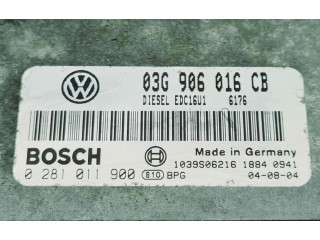 03G 906 016 CB
DIESEL EDC16U1 6176
BOSCH
Made in Germany
1039S06216 1884 0941
0 281 011 900 610 BPG 04-08-04